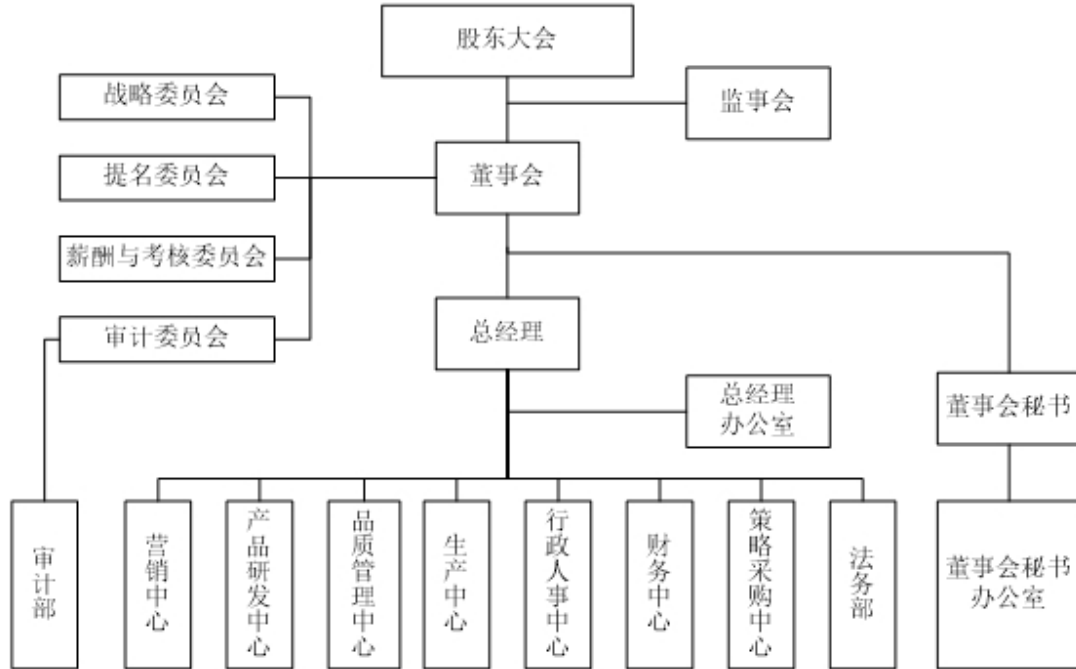 股东大会
战略委员会
监事会
提名委员会
董事会
薪酬与考核委员会
审计委员会
总经理
总经理
办公室
董事会秘书
审计部
营销中心
产品研发中心
品质管理中心
生产中心
行政人事中心
财务中心
策略采购中心
法务部
董事会秘书
办公室